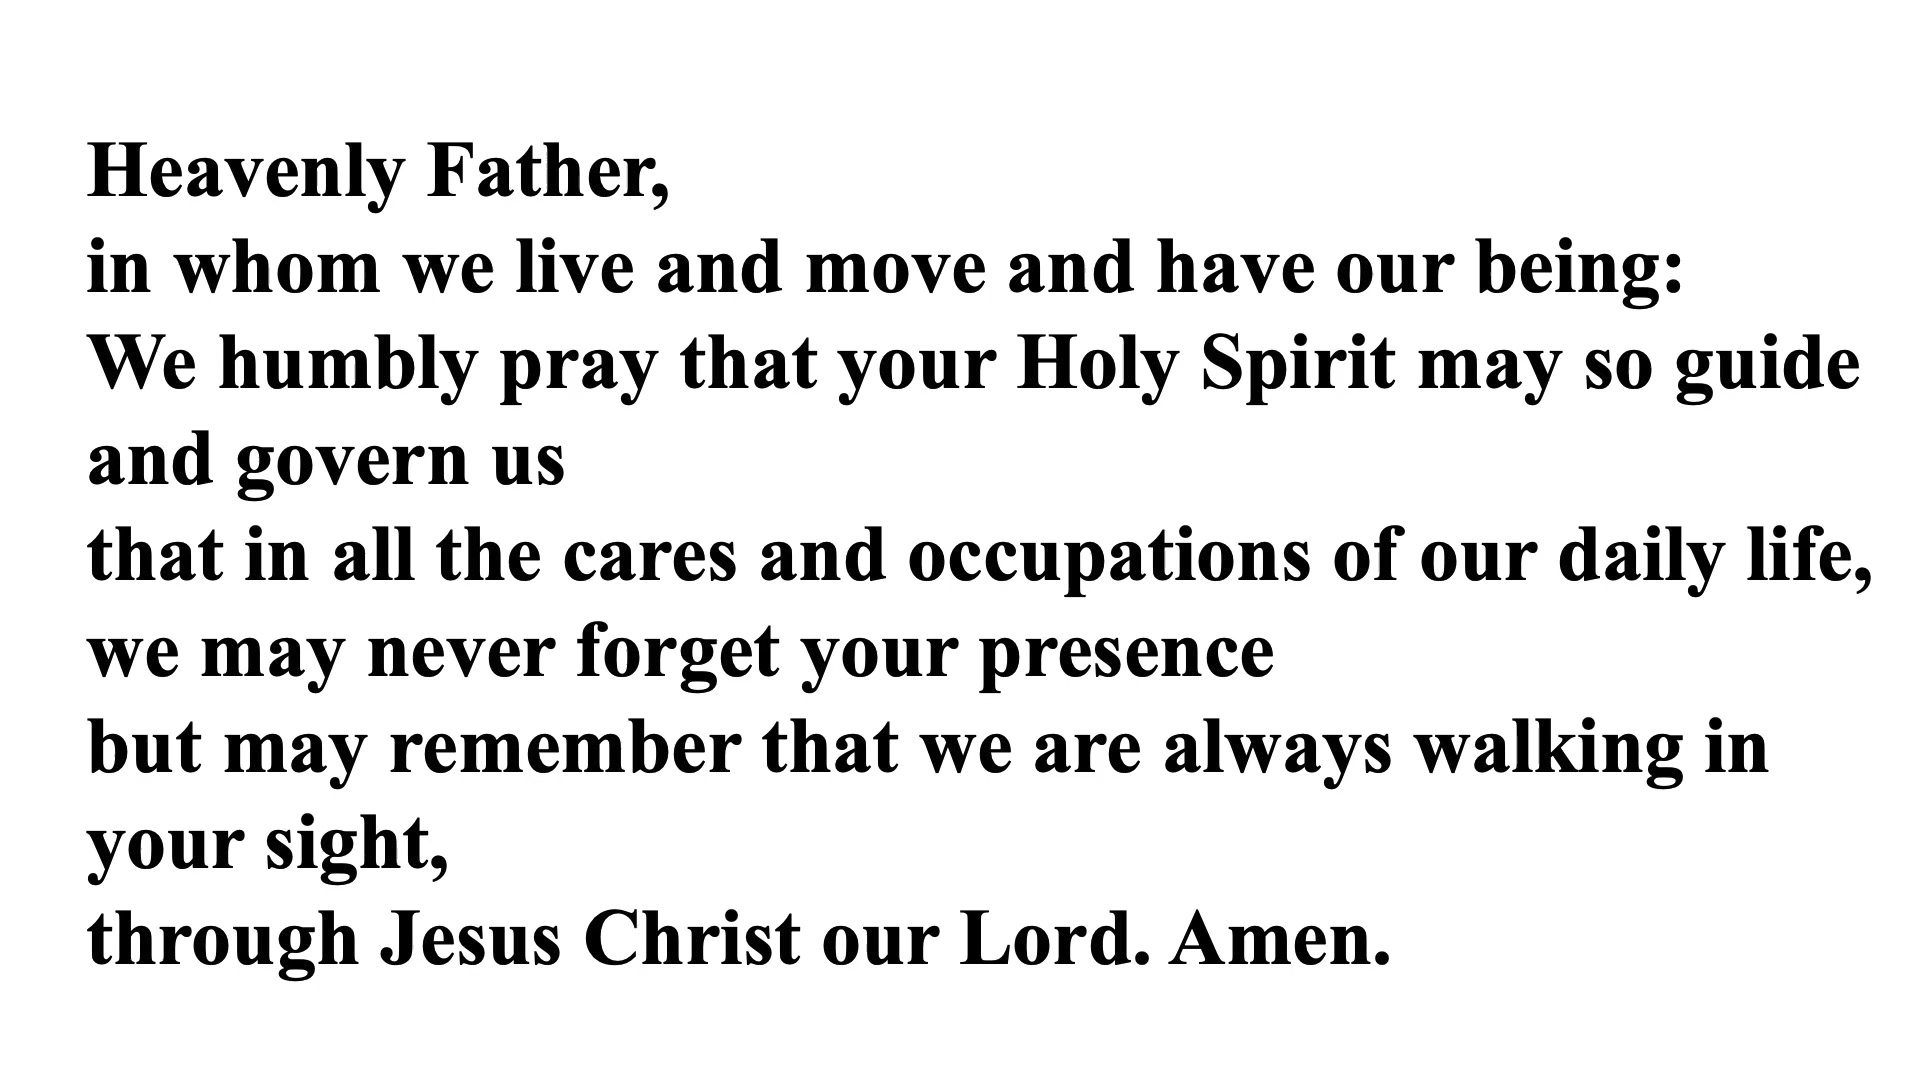 Heavenly Father,
in whom we live and move and have our being:
We humbly pray that your Holy Spirit may so guide
and govern us
that in all the cares and occupations of our daily life,
we may never forget your presence
but may remember that we are always walking in
your sight,
through Jesus Christ our Lord. Amen.